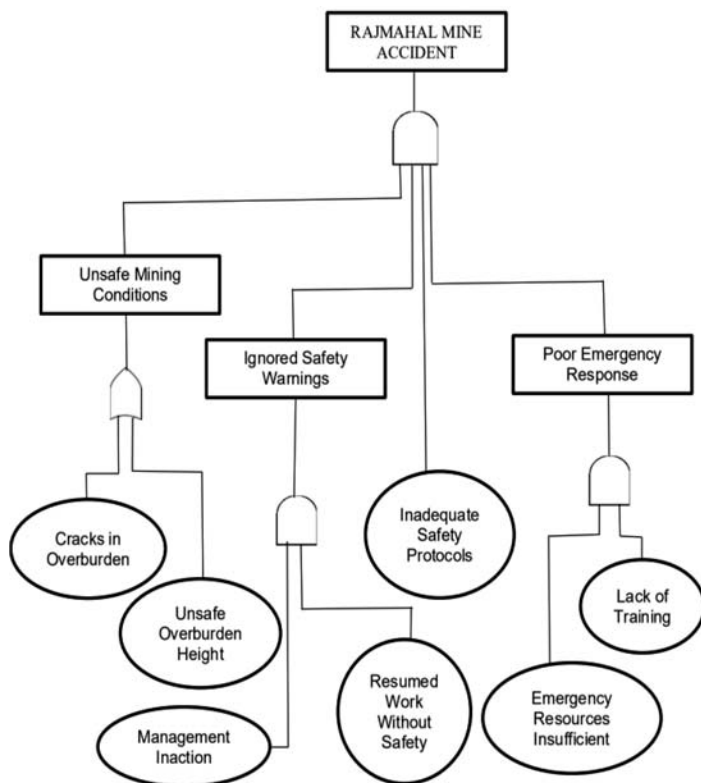 RAJMAHAL MINE
ACCIDENT
Unsafe Mining
Conditions
Ignored Safety
Warnings
Poor Emergency
Response
Cracks in
Overburden
Inadequate
Safety
Protocols
Lack of
Training
Unsafe
Overburden
Height
Resumed
Work
Without
Safety
Emergency
Resources
Insufficient
Management
Inaction